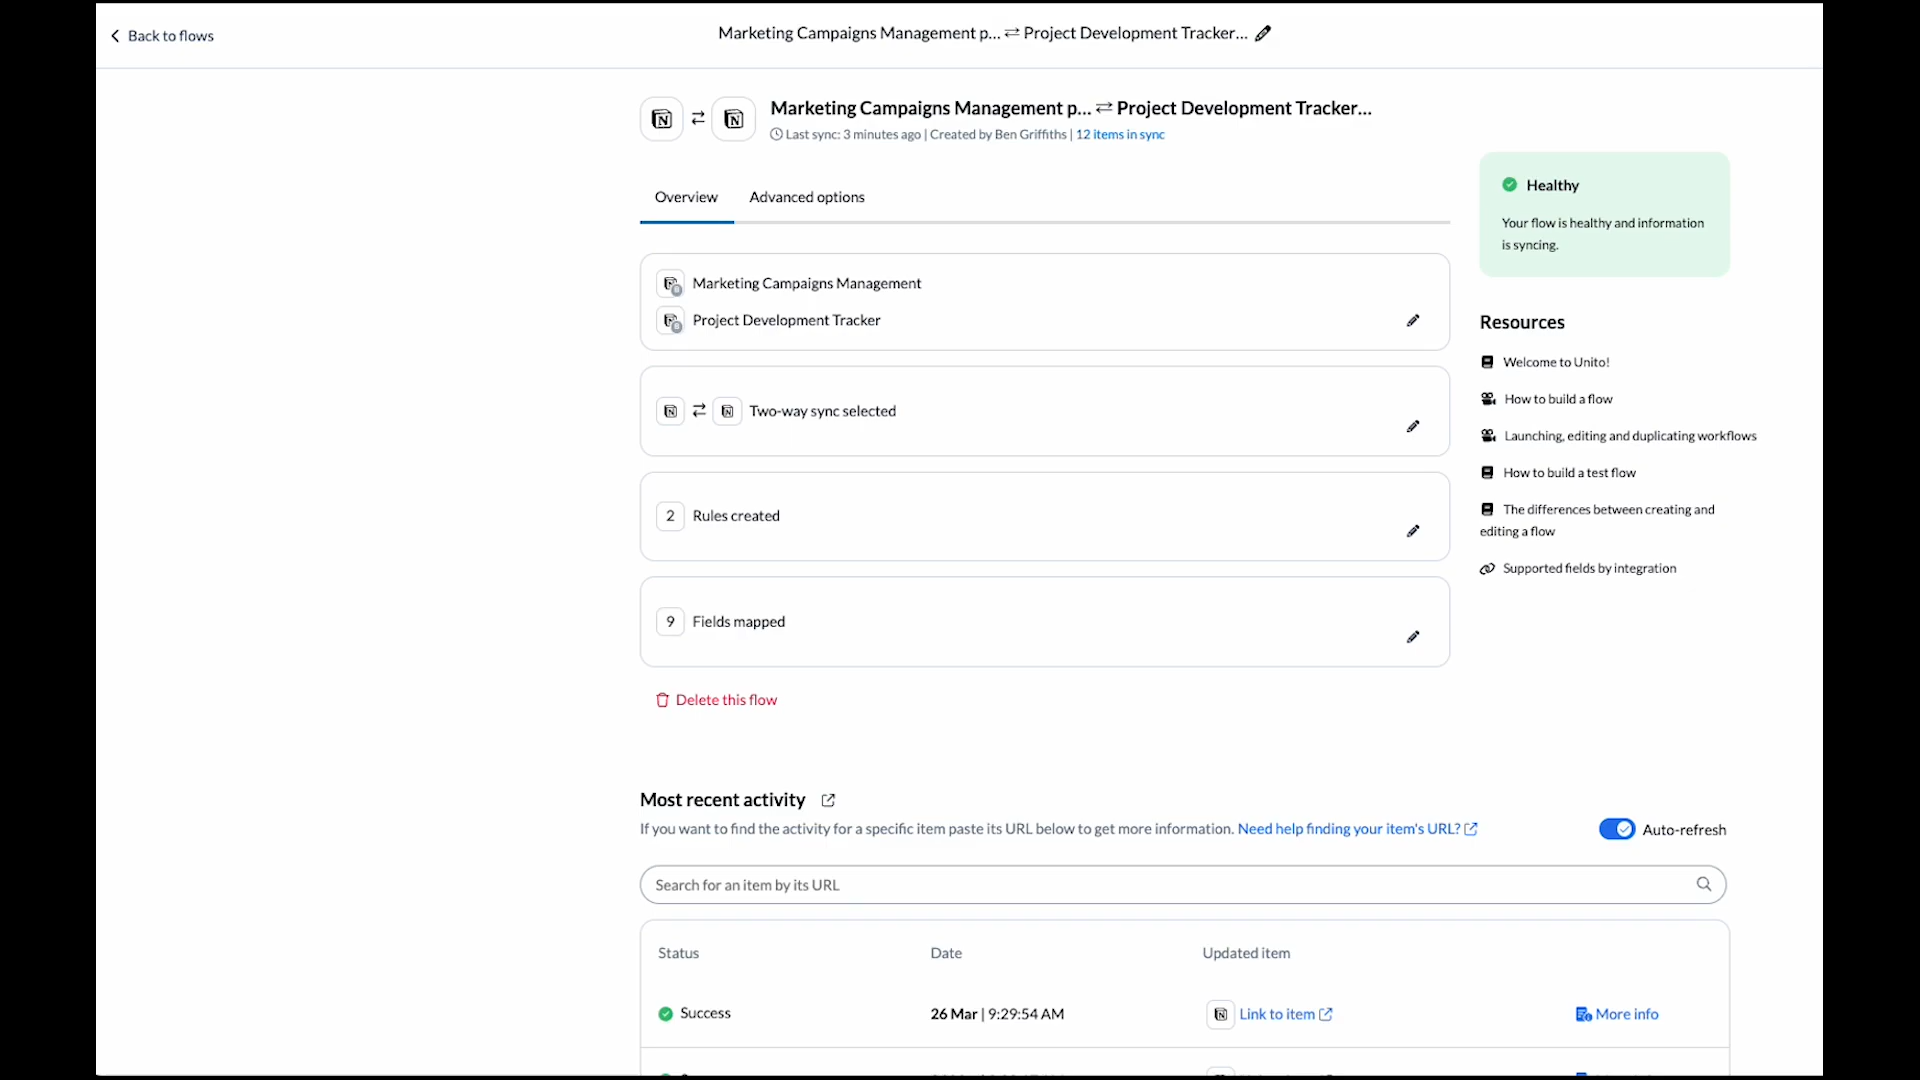 Back to flows
Marketing Campaigns Management p... ⇄ Project Development Tracker...
Marketing Campaigns Management p... ⇄ Project Development Tracker...
Last sync: 3 minutes ago | Created by Ben Griffiths | 12 items in sync
Overview
Advanced options
Marketing Campaigns Management
Project Development Tracker
Two-way sync selected
2 Rules created
9 Fields mapped
Delete this flow
Healthy
Your flow is healthy and information
is syncing.
Resources
Welcome to Unito!
How to build a flow
Launching, editing and duplicating workflows
How to build a test flow
The differences between creating and
editing a flow
Supported fields by integration
Most recent activity
If you want to find the activity for a specific item paste its URL below to get more information. Need help finding your item's URL?
Auto-refresh
Search for an item by its URL
Status Date Updated item
Success 26 Mar | 9:29:54 AM Link to item More info